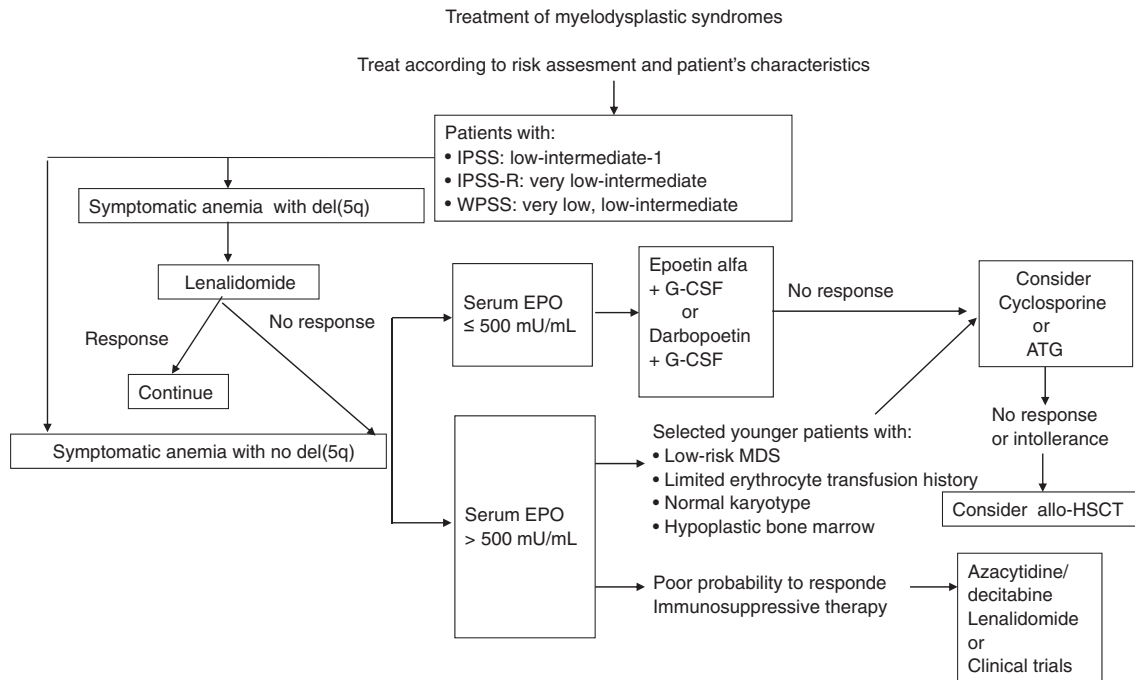 Treatment of myelodysplastic syndromes
Treat according to risk assesment and patient's characteristics
Patients with:
• IPSS: low-intermediate-1
• IPSS-R: very low-intermediate
• WPSS: very low, low-intermediate
Symptomatic anemia with del(5q)
Lenalidomide
Response
No response
Continue
Symptomatic anemia with no del(5q)
Serum EPO
≤ 500 mU/mL
Epoetin alfa
+ G-CSF
or
Darbopoetin
+ G-CSF
No response
Consider
Cyclosporine
or
ATG
No response
or intollerance
Consider allo-HSCT
Serum EPO
> 500 mU/mL
Selected younger patients with:
• Low-risk MDS
• Limited erythrocyte transfusion history
• Normal karyotype
• Hypoplastic bone marrow
Poor probability to responde
Immunosuppressive therapy
Azacytidine/
decitabine
Lenalidomide
or
Clinical trials